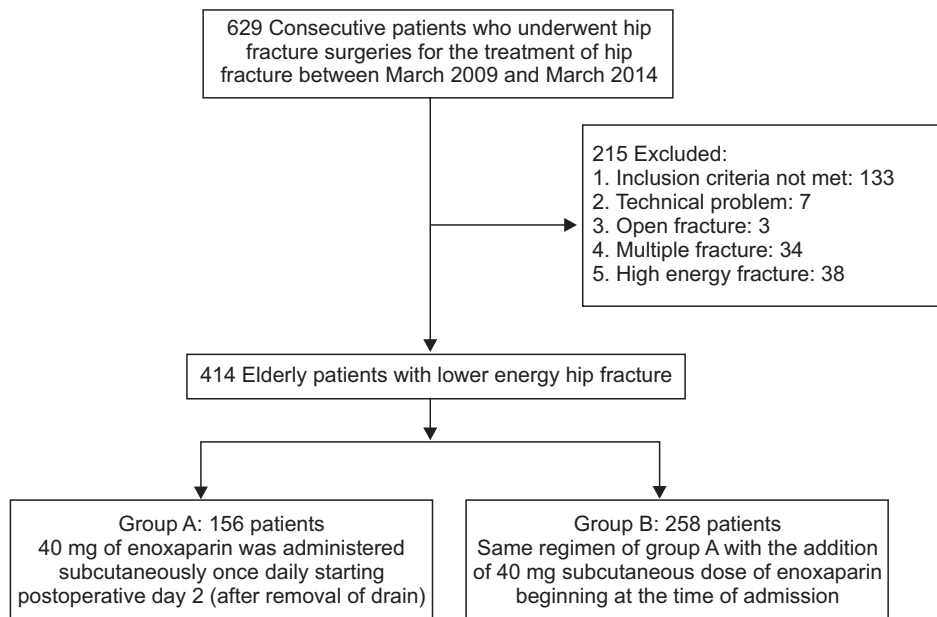 629 Consecutive patients who underwent hip
fracture surgeries for the treatment of hip
fracture between March 2009 and March 2014
215 Excluded:
1. Inclusion criteria not met: 133
2. Technical problem: 7
3. Open fracture: 3
4. Multiple fracture: 34
5. High energy fracture: 38
414 Elderly patients with lower energy hip fracture
Group A: 156 patients
40 mg of enoxaparin was administered
subcutaneously once daily starting
postoperative day 2 (after removal of drain)
Group B: 258 patients
Same regimen of group A with the addition
of 40 mg subcutaneous dose of enoxaparin
beginning at the time of admission